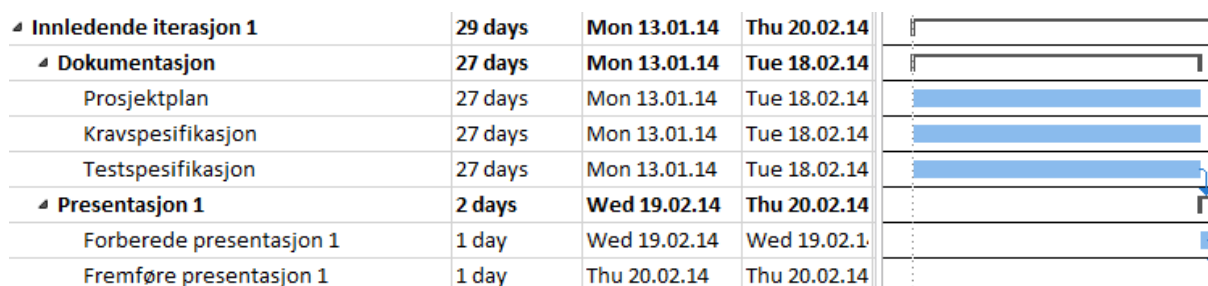 Innledende iterasjon 1 29 days Mon 13.01.14 Thu 20.02.14
Dokumentasjon 27 days Mon 13.01.14 Tue 18.02.14
Prosjektplan 27 days Mon 13.01.14 Tue 18.02.14
Kravspesifikasjon 27 days Mon 13.01.14 Tue 18.02.14
Testspesifikasjon 27 days Mon 13.01.14 Tue 18.02.14
Presentasjon 1 2 days Wed 19.02.14 Thu 20.02.14
Forberede presentasjon 1 1 day Wed 19.02.14 Wed 19.02.1
Fremføre presentasjon 1 1 day Thu 20.02.14 Thu 20.02.14